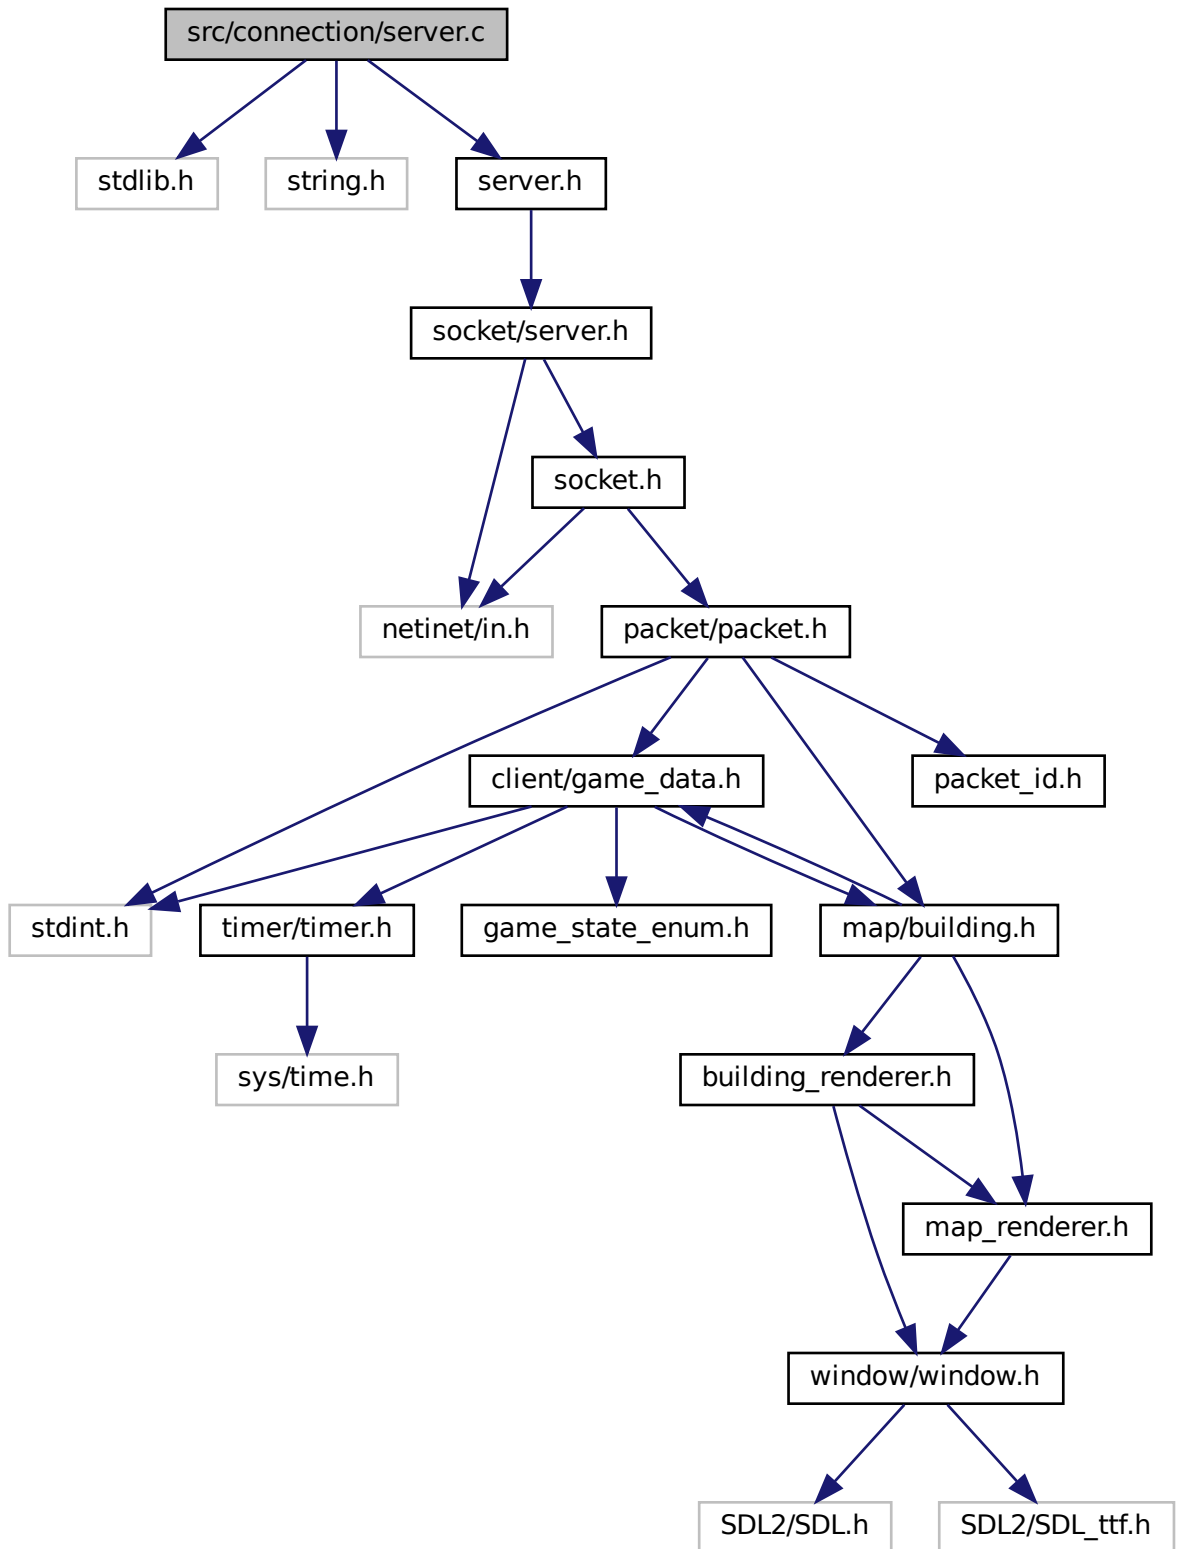 src/connection/server.c
stdlib.h
string.h
server.h
socket/server.h
socket.h
netinet/in.h
packet/packet.h
client/game_data.h
packet_id.h
stdint.h
timer/timer.h
game_state_enum.h
map/building.h
sys/time.h
building_renderer.h
map_renderer.h
window/window.h
SDL2/SDL.h
SDL2/SDL_ttf.h